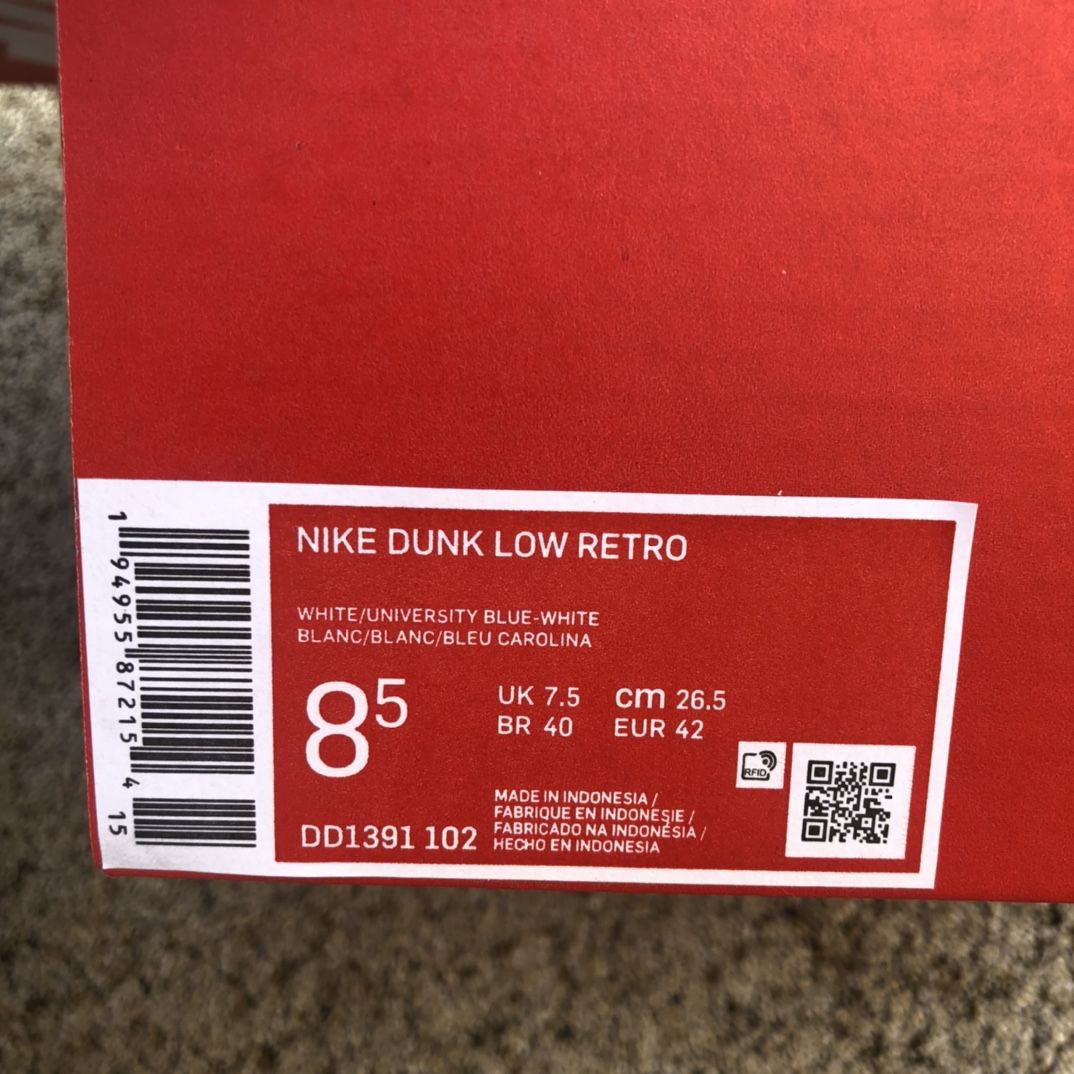 NIKE DUNK LOW RETRO
WHITE/UNIVERSITY BLUE-WHITE
BLANC/BLANC/BLEU CAROLINA
8⁵
UK 7.5 cm 26.5
BR 40 EUR 42
RFID
MADE IN INDONESIA /
FABRIQUE EN INDONESIE /
FABRICADO NA INDONÉSIA /
HECHO EN INDONESIA
DD1391 102
1 94955 87215 4 15